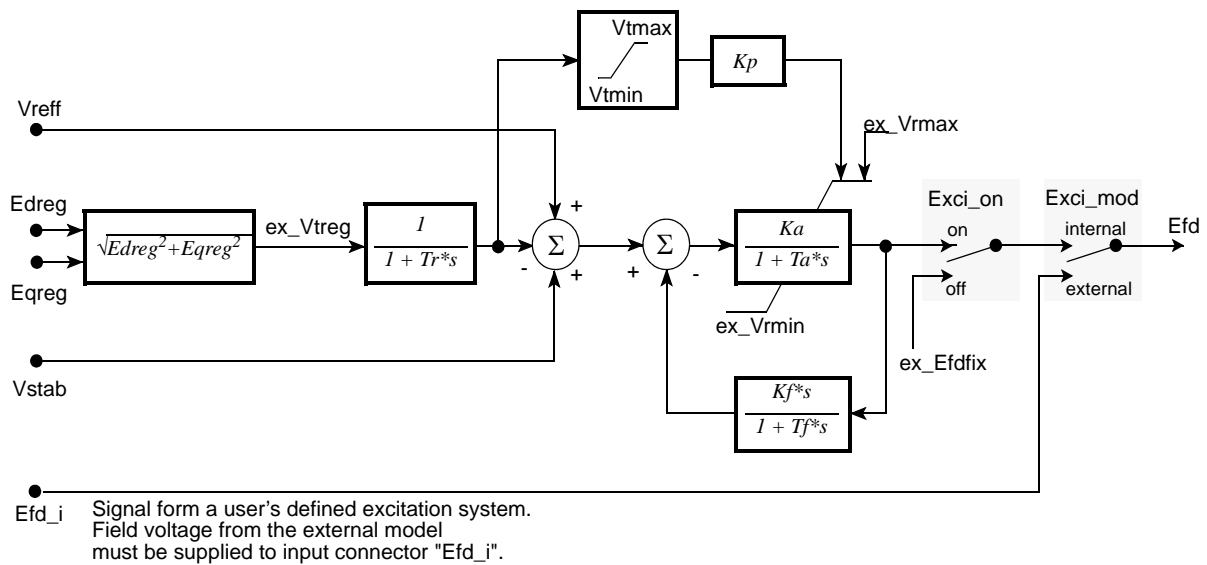 Vtmax
Vtmin
Kp
Vreff
ex_Vrmax
Edreg
Eqreg
√Edreg²+Eqreg²
ex_Vtreg
1
1 + Tr*s
+
Σ
-
+
Σ
+
-
Ka
1 + Ta*s
ex_Vrmin
Exci_on
on
off
ex_Efdfix
Exci_mod
internal
external
Efd
Vstab
Kf*s
1 + Tf*s
Efd_i
Signal form a user's defined excitation system.
Field voltage from the external model
must be supplied to input connector "Efd_i".